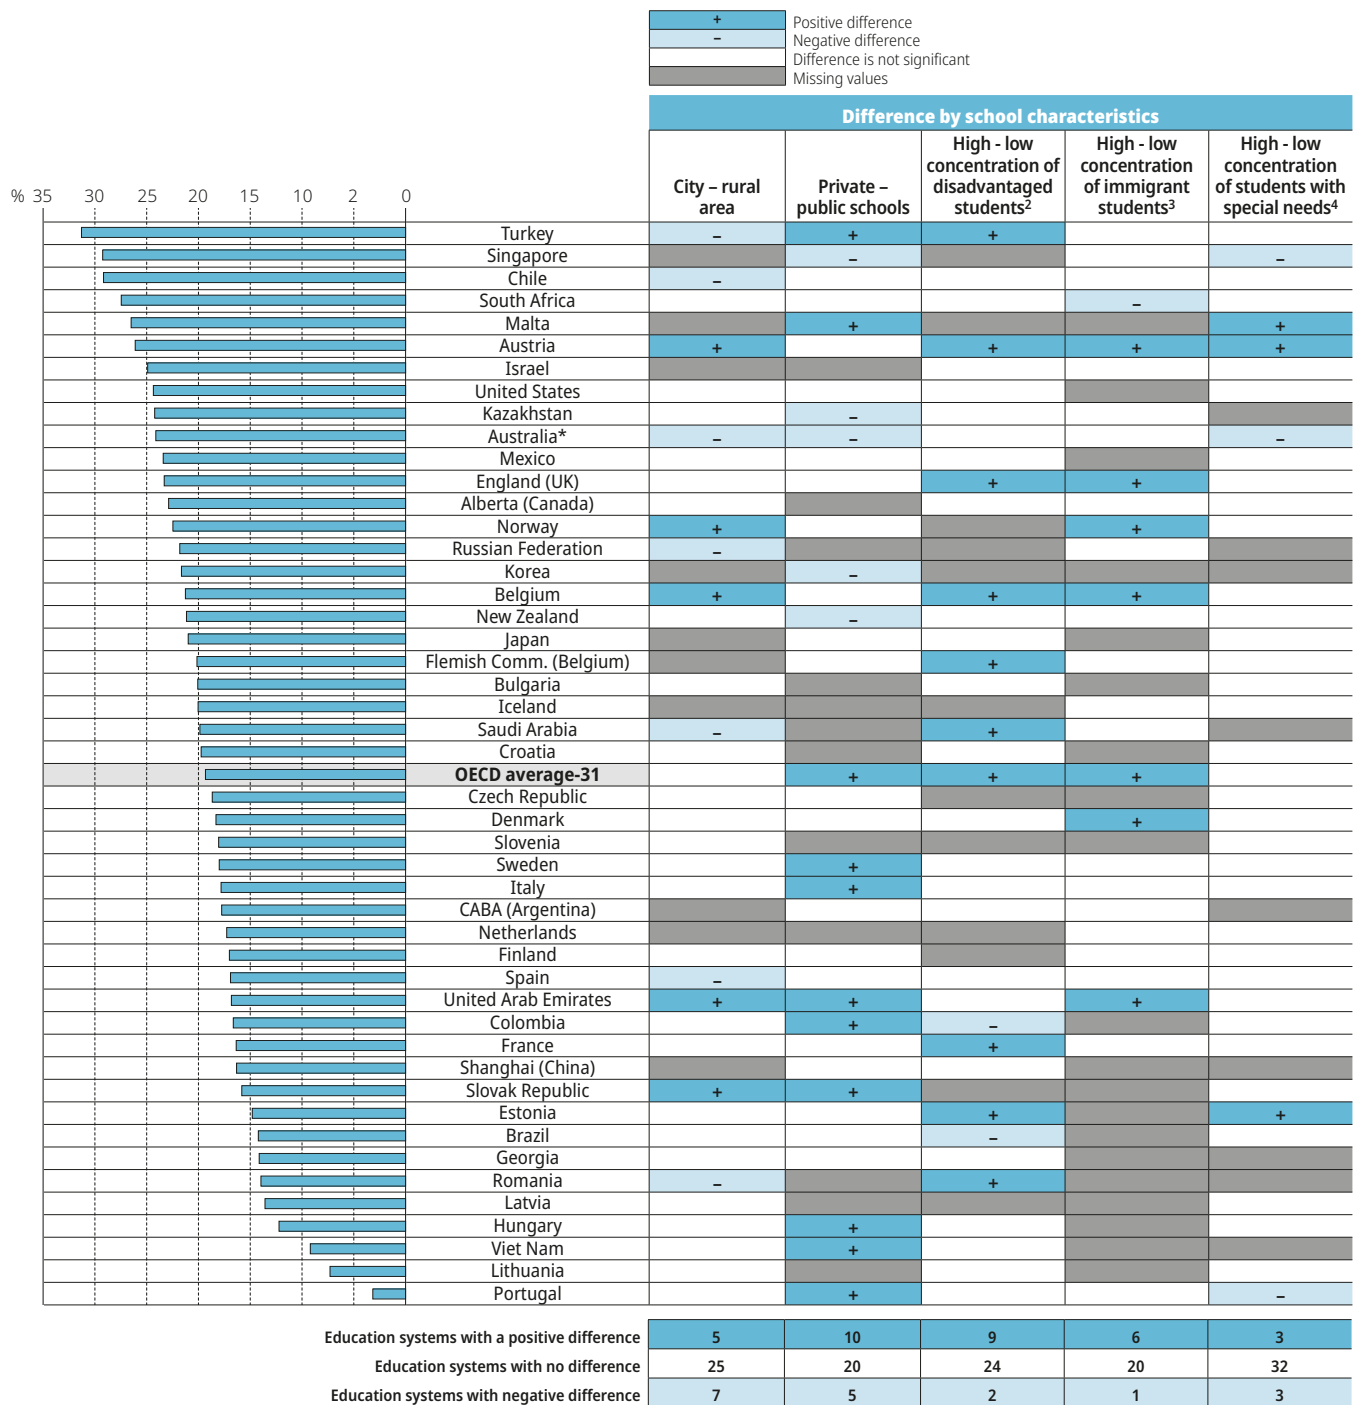 + Positive difference
– Negative difference
Difference is not significant
Missing values
Difference by school characteristics
City – rural area
Private – public schools
High - low concentration of disadvantaged students²
High - low concentration of immigrant students³
High - low concentration of students with special needs⁴
% 35 30 25 20 15 10 2 0
Turkey – + +
Singapore – –
Chile –
South Africa –
Malta + +
Austria + + + +
Israel
United States
Kazakhstan –
Australia* – – –
Mexico
England (UK) + +
Alberta (Canada)
Norway + +
Russian Federation –
Korea –
Belgium + + +
New Zealand –
Japan
Flemish Comm. (Belgium) +
Bulgaria
Iceland
Saudi Arabia – +
Croatia
OECD average-31 + + +
Czech Republic
Denmark +
Slovenia
Sweden +
Italy +
CABA (Argentina)
Netherlands
Finland
Spain –
United Arab Emirates + + +
Colombia + –
France +
Shanghai (China)
Slovak Republic + +
Estonia + +
Brazil –
Georgia
Romania – +
Latvia
Hungary +
Viet Nam +
Lithuania
Portugal + –
Education systems with a positive difference 5 10 9 6 3
Education systems with no difference 25 20 24 20 32
Education systems with negative difference 7 5 2 1 3